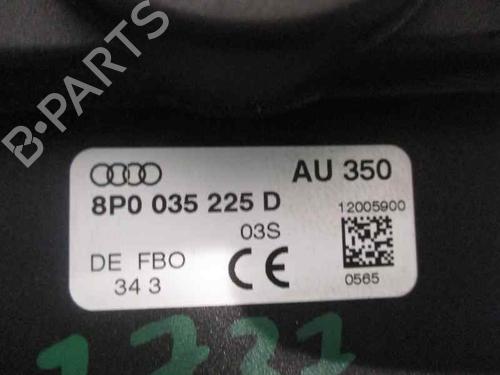 B-PARTS
AU 350
8P0 035 225 D
12005900
03S
DE FBO
34 3
CE
0565